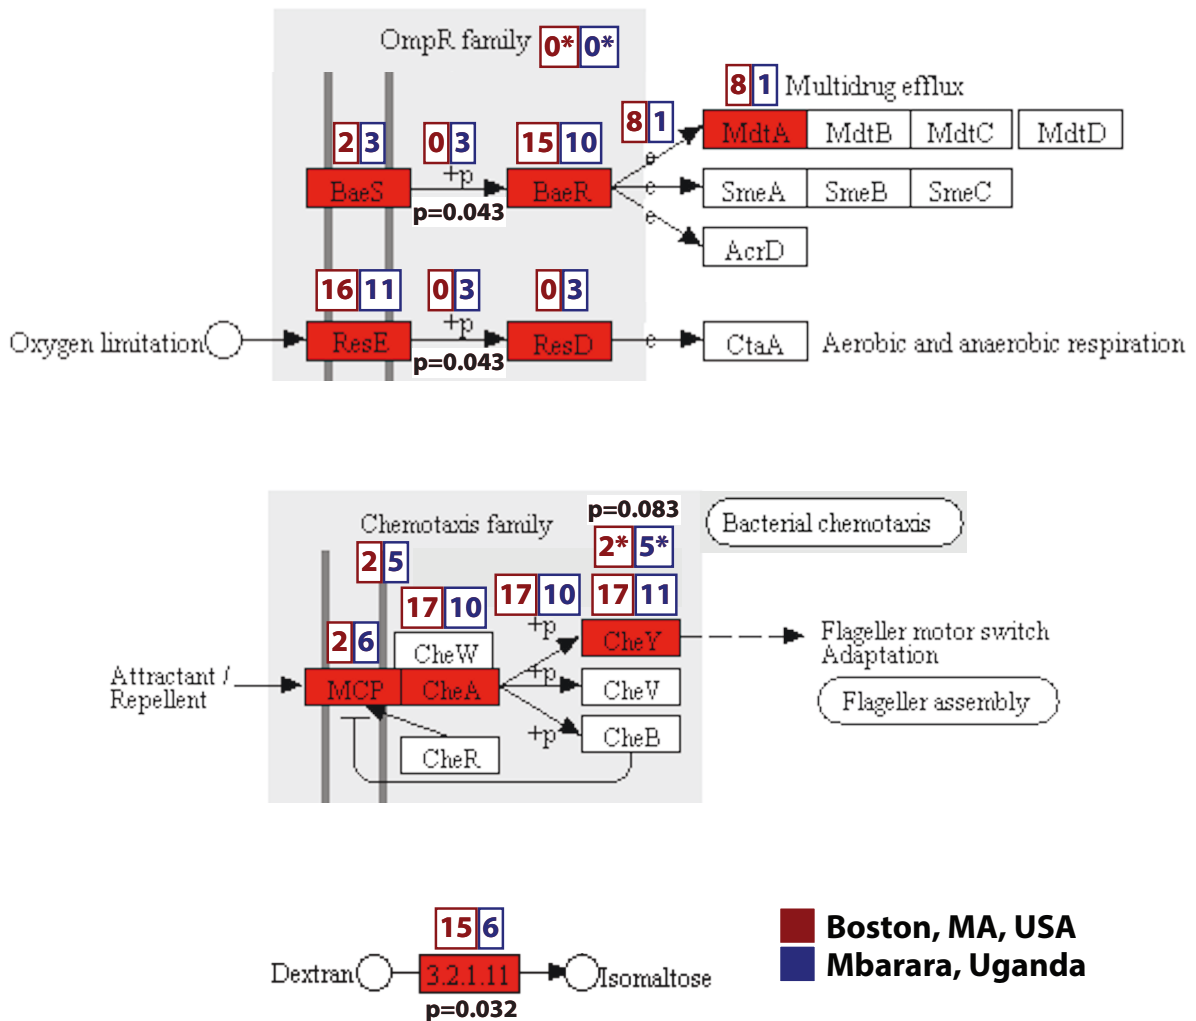 OmpR family 0* 0*
8 1 Multidrug efflux
2 3 0 3 15 10 8 1
MdtA MdtB MdtC MdtD
+p e
BaeS BaeR e SmeA SmeB SmeC
p=0.043 e
AcrD
16 11 0 3 0 3
+p
Oxygen limitation ResE ResD e CtaA Aerobic and anaerobic respiration
p=0.043
p=0.083
Chemotaxis family Bacterial chemotaxis
2* 5*
2 5
17 10 17 10 17 11
2 6 +p CheY Flageller motor switch
CheW Adaptation
Attractant / MCP CheA +p CheV
Repellent Flageller assembly
+p CheB
CheR
15 6
Boston, MA, USA
Mbarara, Uganda
Dextran 3.2.1.11 Isomaltose
p=0.032